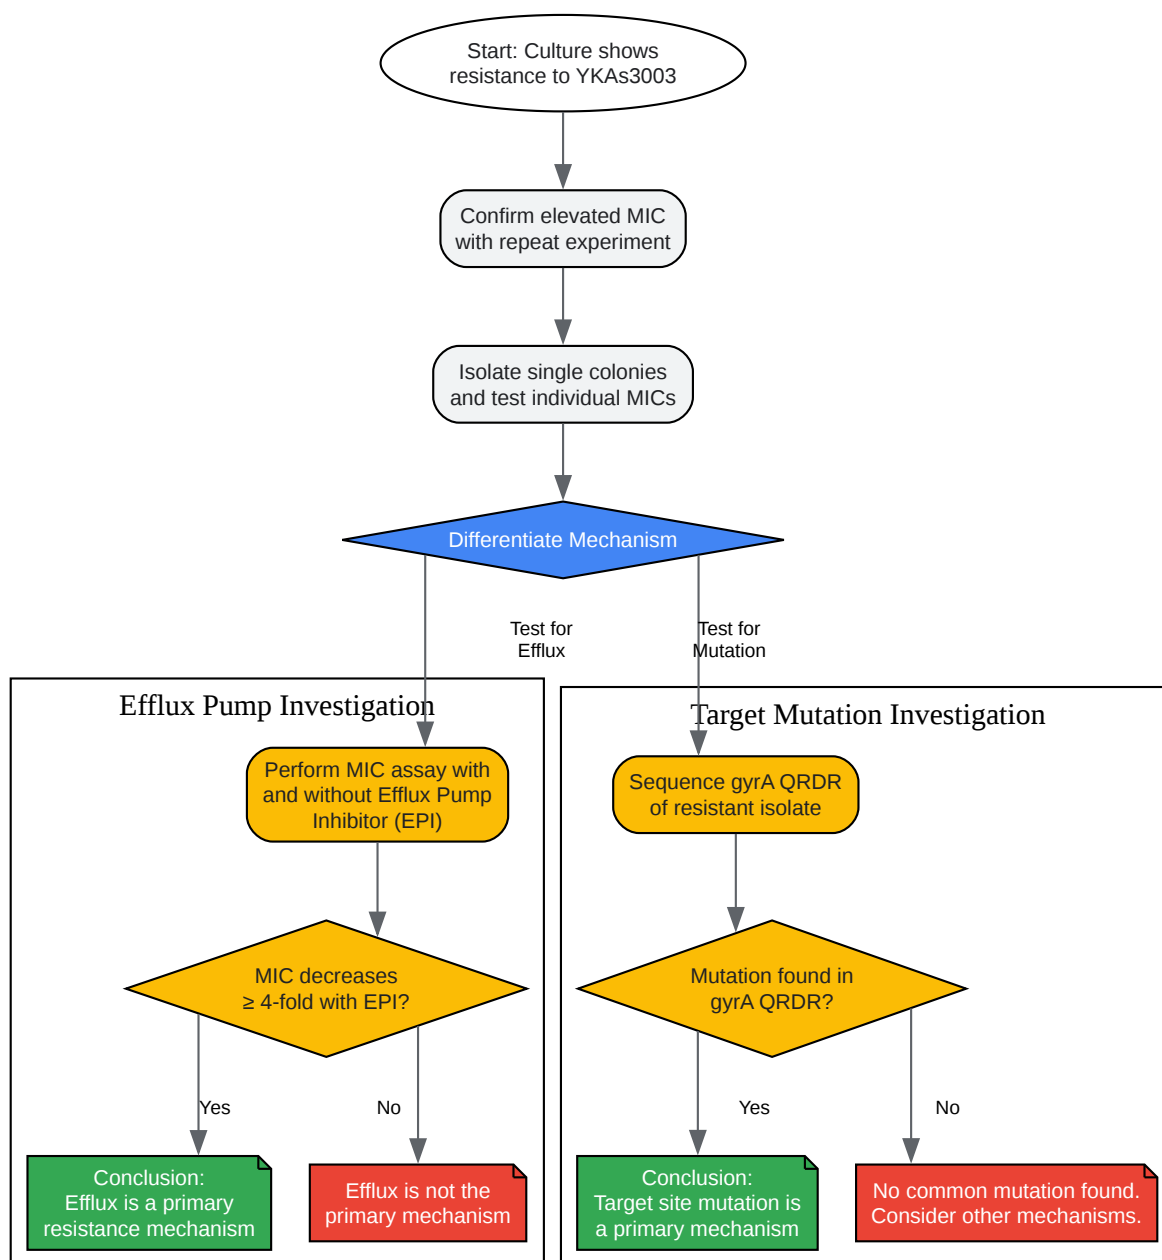 Start: Culture shows
resistance to YKAs3003
Confirm elevated MIC
with repeat experiment
Isolate single colonies
and test individual MICs
Differentiate Mechanism
Test for
Efflux
Test for
Mutation
Efflux Pump Investigation
Perform MIC assay with
and without Efflux Pump
Inhibitor (EPI)
MIC decreases
≥ 4-fold with EPI?
Yes
No
Conclusion:
Efflux is a primary
resistance mechanism
Efflux is not the
primary mechanism
Target Mutation Investigation
Sequence gyrA QRDR
of resistant isolate
Mutation found in
gyrA QRDR?
Yes
No
Conclusion:
Target site mutation is
a primary mechanism
No common mutation found.
Consider other mechanisms.